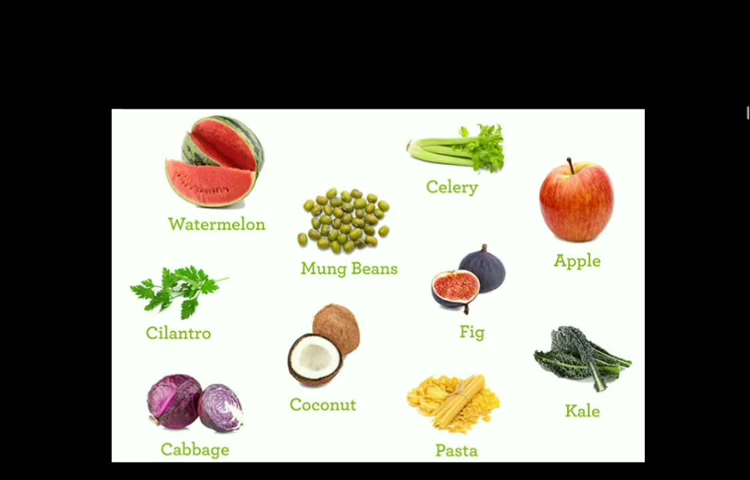 Celery
Watermelon
Apple
Mung Beans
Cilantro
Fig
Coconut
Kale
Cabbage
Pasta